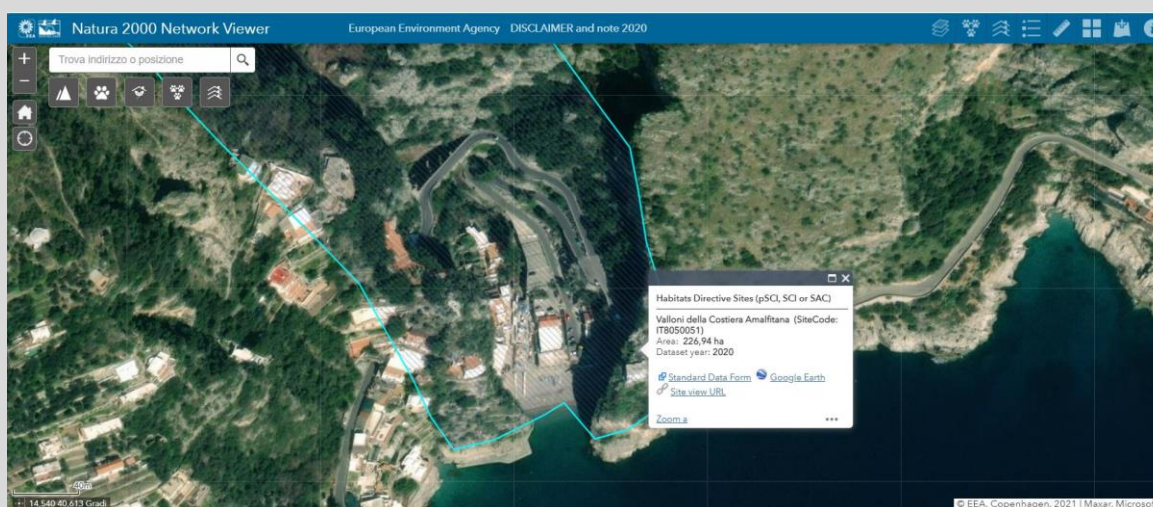 Natura 2000 Network Viewer
European Environment Agency DISCLAIMER and note 2020
EEA
+
Trova indirizzo o posizione
−
Habitats Directive Sites (pSCI, SCI or SAC)
Valloni della Costiera Amalfitana (SiteCode:
IT8050051)
Area: 226,94 ha
Dataset year: 2020
Standard Data Form Google Earth
Site view URL
Zoom a
•••
40m
14,540 40,613 Gradi
© EEA, Copenhagen, 2021 | Maxar, Microsoft